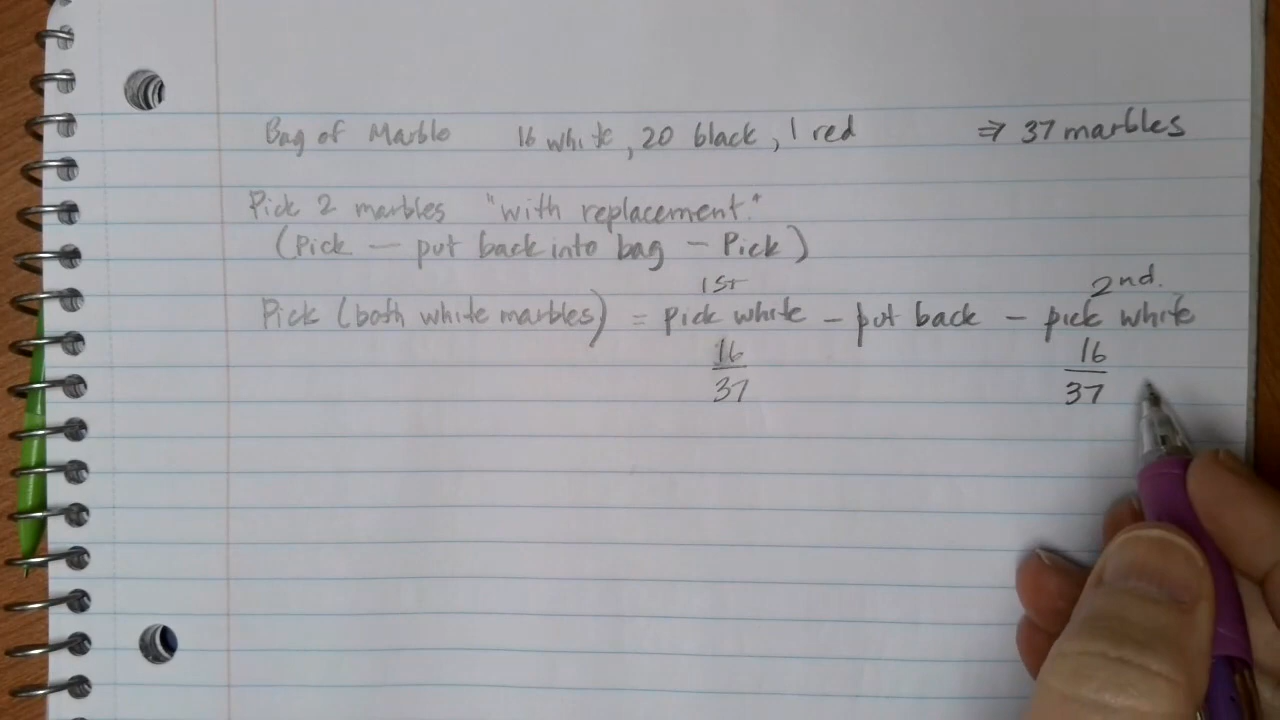 Bag of Marble 16 white, 20 black, 1 red ⇒ 37 marbles
Pick 2 marbles "with replacement."
(Pick — put back into bag — Pick)
1st 2nd.
Pick (both white marbles) = pick white — put back — pick white
16 16
37 37